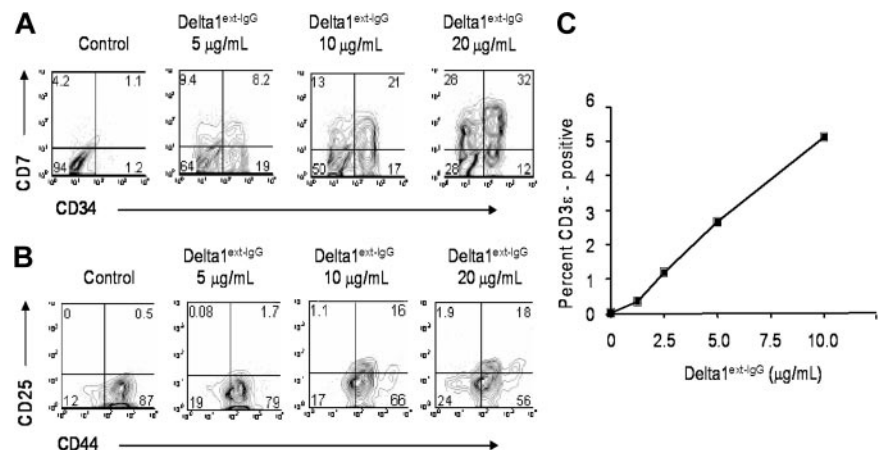 A
Control
Delta1ext-IgG
5 µg/mL
Delta1ext-IgG
10 µg/mL
Delta1ext-IgG
20 µg/mL
4.2 1.1
94 1.2
9.4 8.2
64 19
13 21
50 17
28 32
28 12
CD7
CD34
B
Control
Delta1ext-IgG
5 µg/mL
Delta1ext-IgG
10 µg/mL
Delta1ext-IgG
20 µg/mL
0 0.5
12 87
0.08 1.7
19 79
1.1 16
17 66
1.9 18
24 56
CD25
CD44
C
Percent CD3ε - positive
6
5
4
3
2
1
0
0 2.5 5.0 7.5 10.0
Delta1ext-IgG (µg/mL)